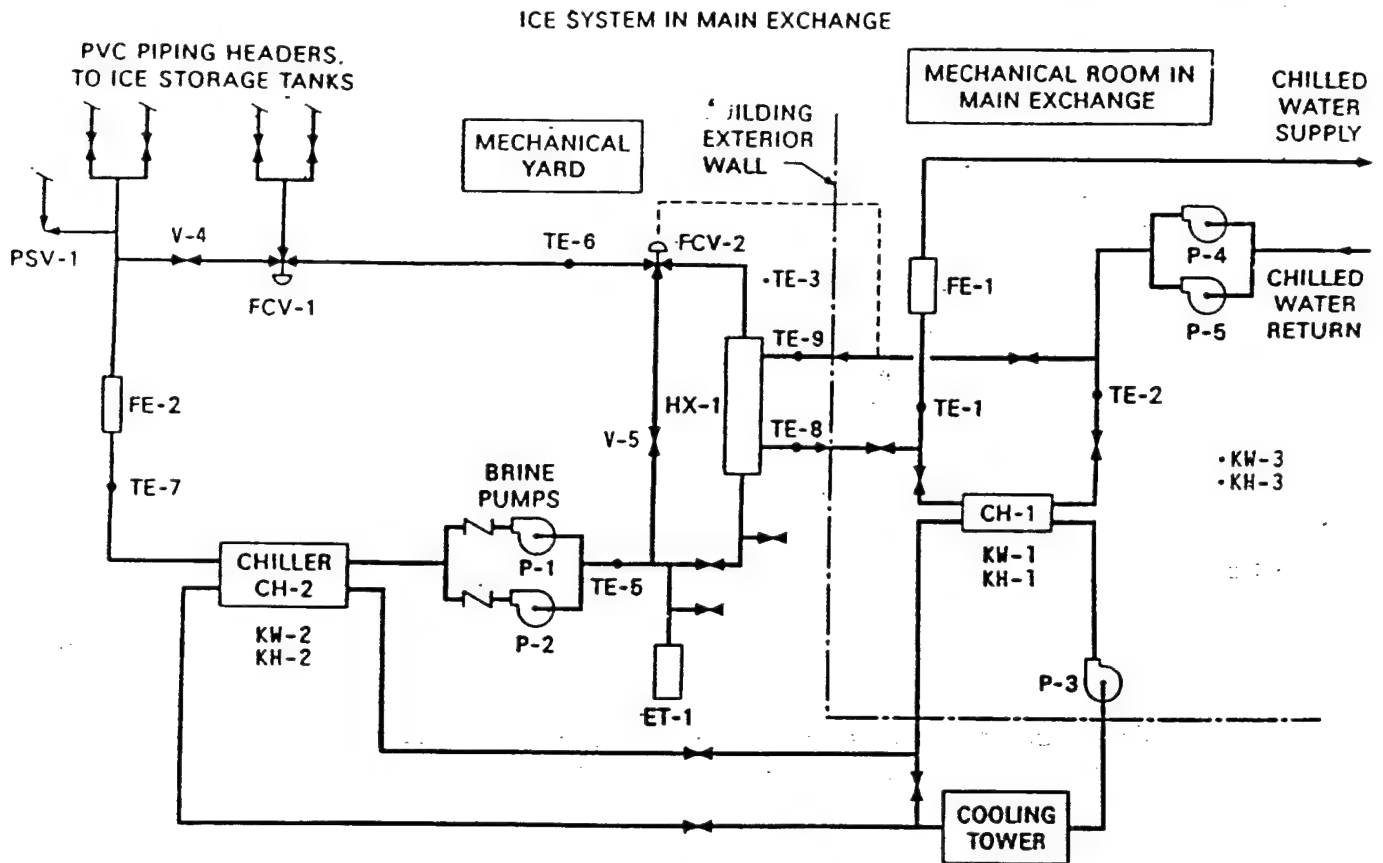 ICE SYSTEM IN MAIN EXCHANGE
PVC PIPING HEADERS,
TO ICE STORAGE TANKS
MECHANICAL ROOM IN
MAIN EXCHANGE
CHILLED
WATER
SUPPLY
MECHANICAL
YARD
EXTERIOR
WALL
PSV-1
V-4
FCV-1
TE-6
FCV-2
•TE-3
FE-1
P-4
P-5
CHILLED
WATER
RETURN
TE-9
HX-1
TE-8
TE-1
TE-2
FE-2
V-5
TE-7
BRINE
PUMPS
•KW-3
•KH-3
CHILLER
CH-2
KW-2
KH-2
P-1
P-2
TE-5
CH-1
KW-1
KH-1
ET-1
P-3
COOLING
TOWER